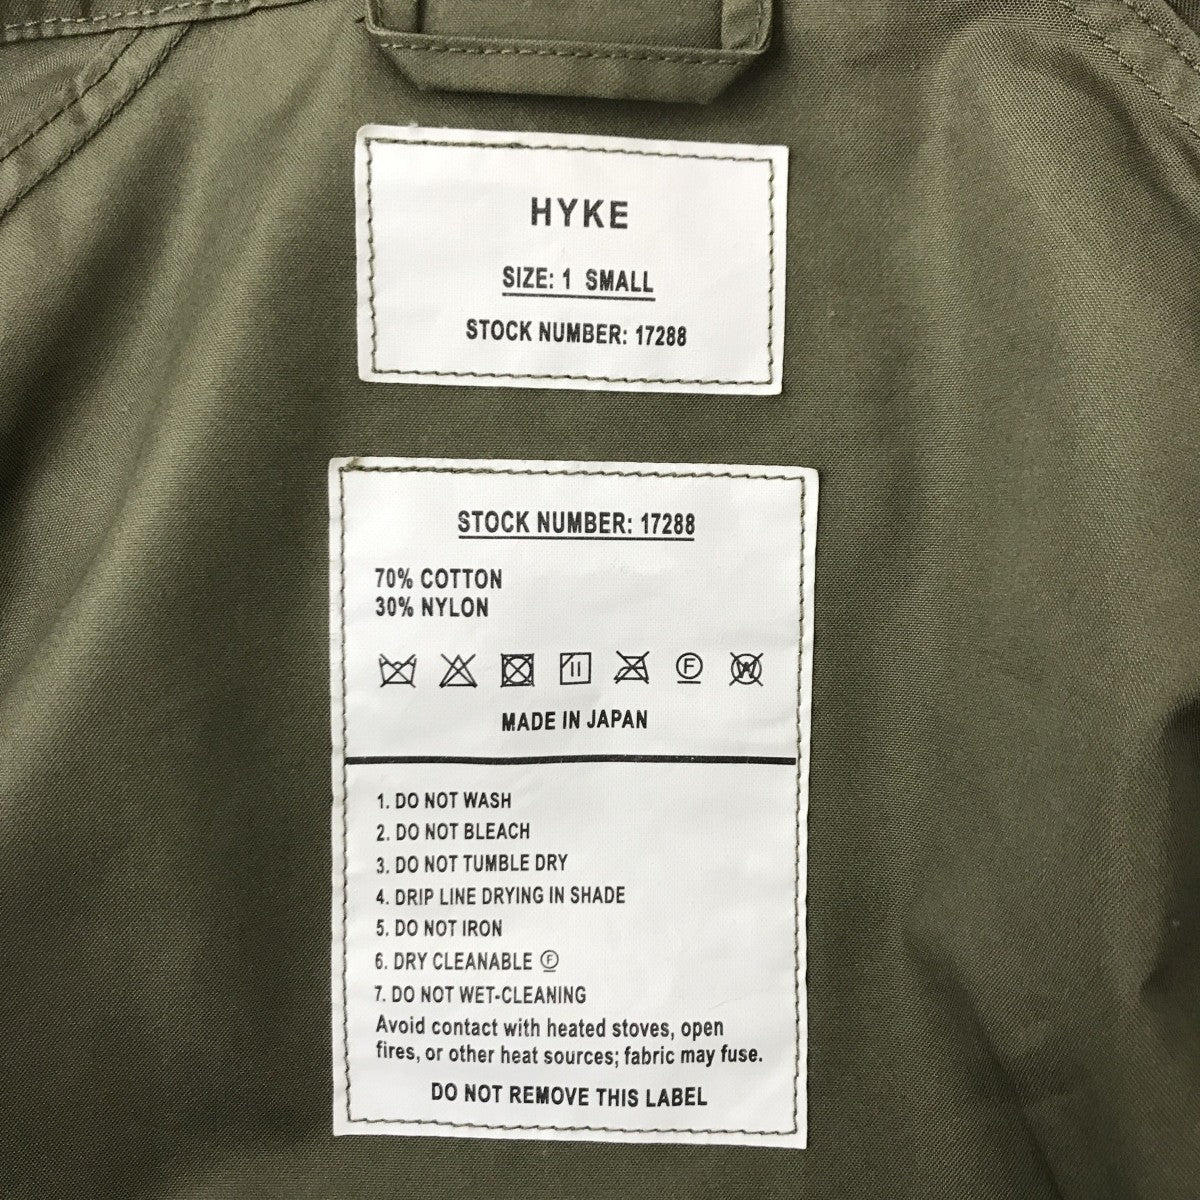 HYKE
SIZE: 1 SMALL
STOCK NUMBER: 17288
STOCK NUMBER: 17288
70% COTTON
30% NYLON
F W
MADE IN JAPAN
1. DO NOT WASH
2. DO NOT BLEACH
3. DO NOT TUMBLE DRY
4. DRIP LINE DRYING IN SHADE
5. DO NOT IRON
6. DRY CLEANABLE Ⓕ
7. DO NOT WET-CLEANING
Avoid contact with heated stoves, open
fires, or other heat sources; fabric may fuse.
DO NOT REMOVE THIS LABEL